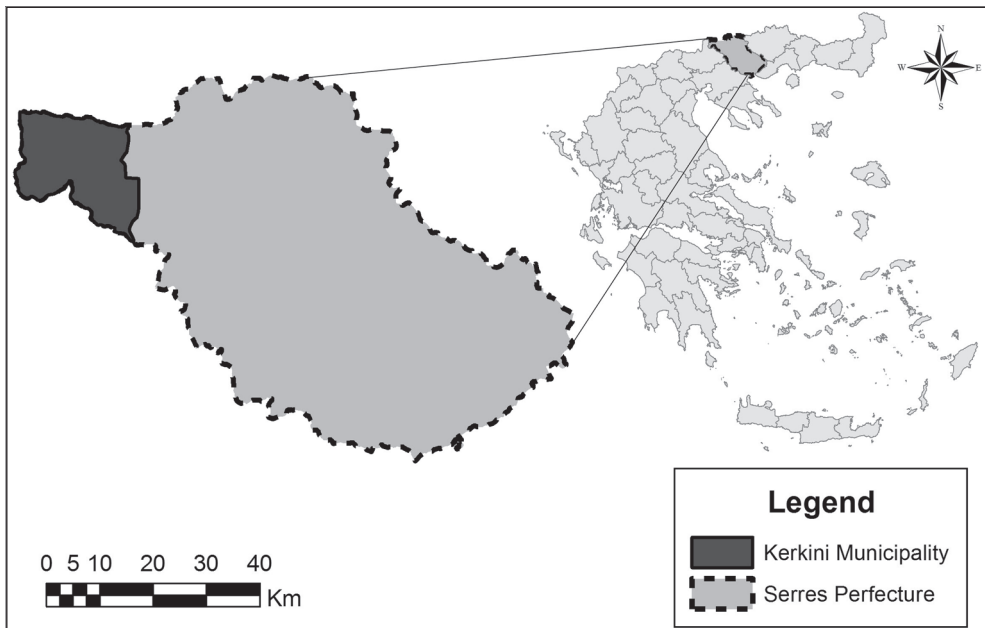 N
W E
S
Legend
Kerkini Municipality
Serres Perfecture
0 5 10 20 30 40
Km